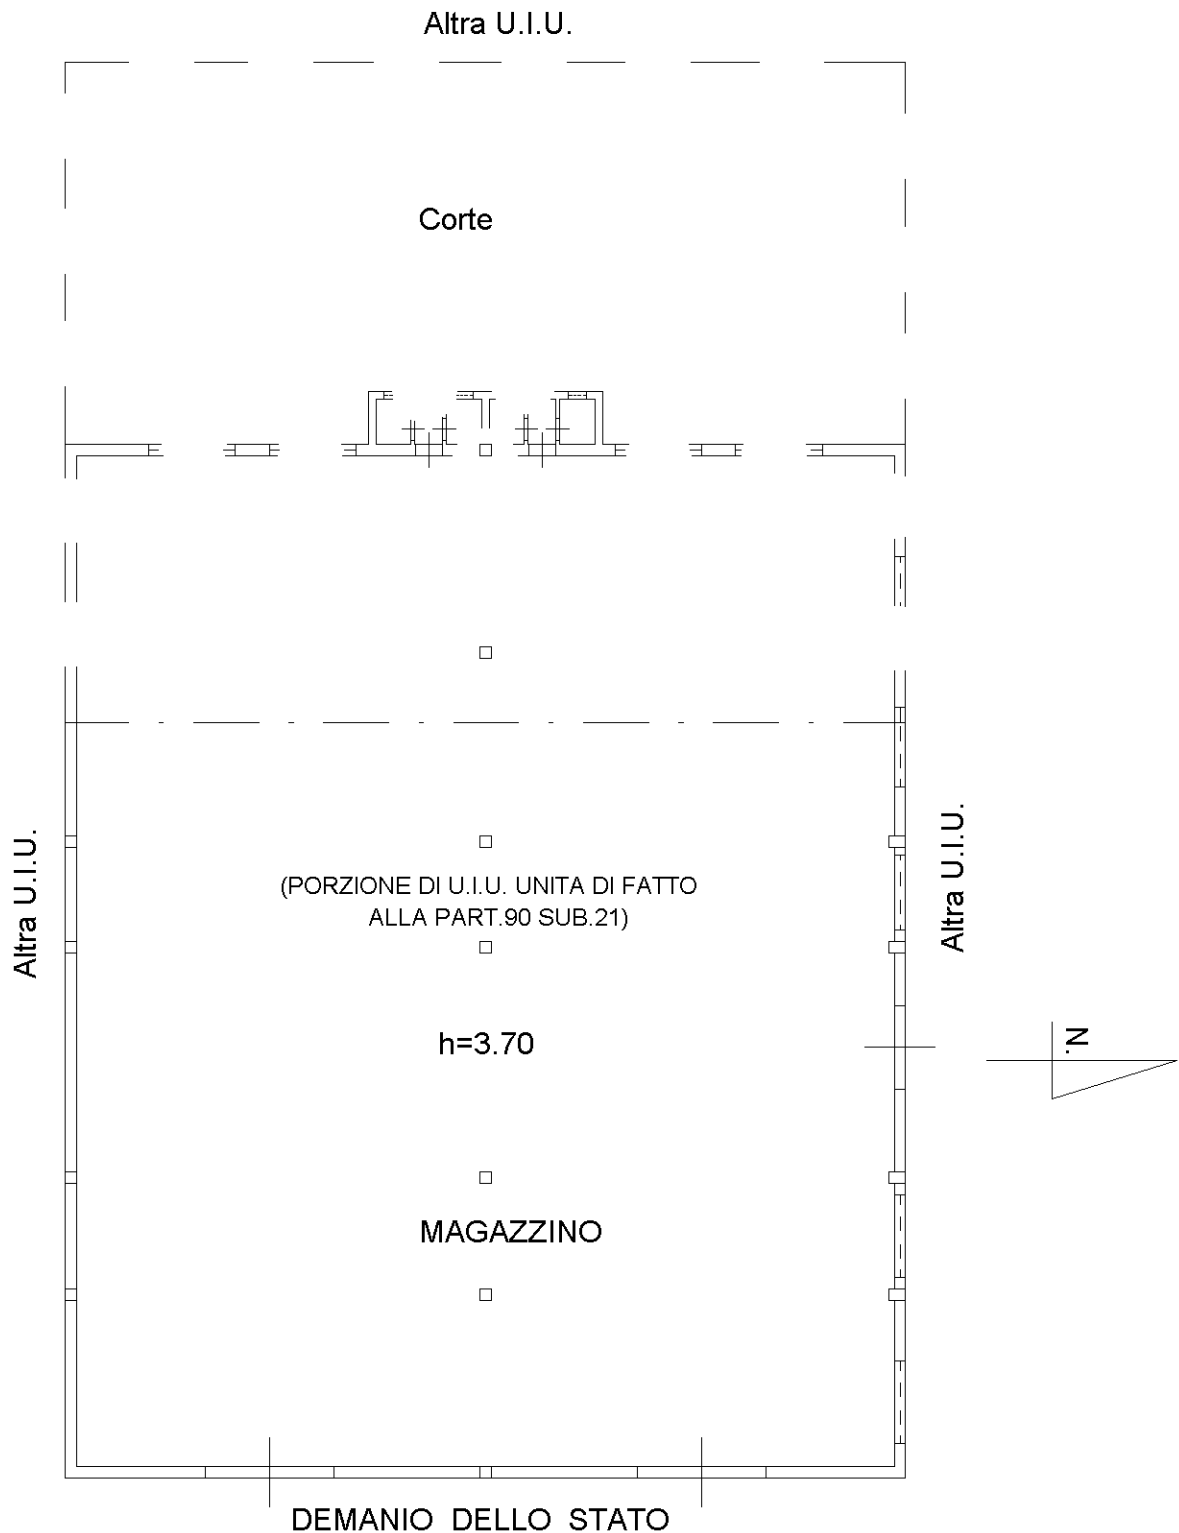 Altra U.I.U.
Corte
Altra U.I.U.
Altra U.I.U.
(PORZIONE DI U.I.U. UNITA DI FATTO
ALLA PART.90 SUB.21)
h=3.70
N.
MAGAZZINO
DEMANIO DELLO STATO